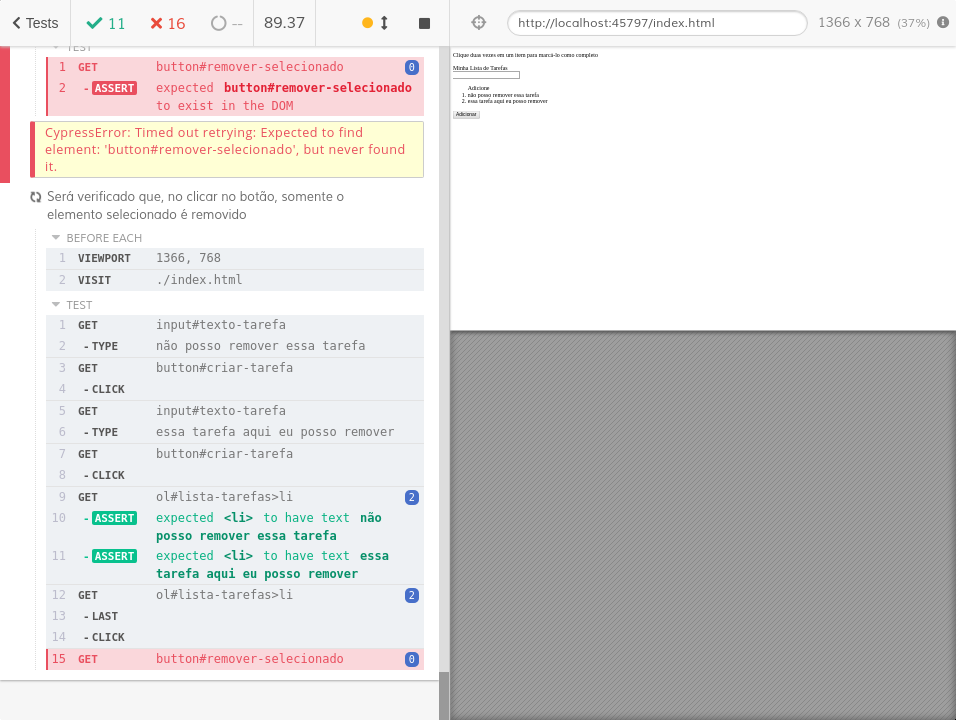 Tests
11
16
--
89.37
http://localhost:45797/index.html
1366 x 768 (37%)
TEST
1 GET button#remover-selecionado 0
2 - ASSERT expected button#remover-selecionado
to exist in the DOM
CypressError: Timed out retrying: Expected to find
element: 'button#remover-selecionado', but never found
it.
Será verificado que, no clicar no botão, somente o
elemento selecionado é removido
BEFORE EACH
1 VIEWPORT 1366, 768
2 VISIT ./index.html
TEST
1 GET input#texto-tarefa
2 - TYPE não posso remover essa tarefa
3 GET button#criar-tarefa
4 - CLICK
5 GET input#texto-tarefa
6 - TYPE essa tarefa aqui eu posso remover
7 GET button#criar-tarefa
8 - CLICK
9 GET ol#lista-tarefas>li 2
10 - ASSERT expected <li> to have text não
posso remover essa tarefa
11 - ASSERT expected <li> to have text essa
tarefa aqui eu posso remover
12 GET ol#lista-tarefas>li 2
13 - LAST
14 - CLICK
15 GET button#remover-selecionado 0
Clique duas vezes em um item para marcá-lo como completo
Minha Lista de Tarefas
Adicione
1. não posso remover essa tarefa
2. essa tarefa aqui eu posso remover
Adicionar